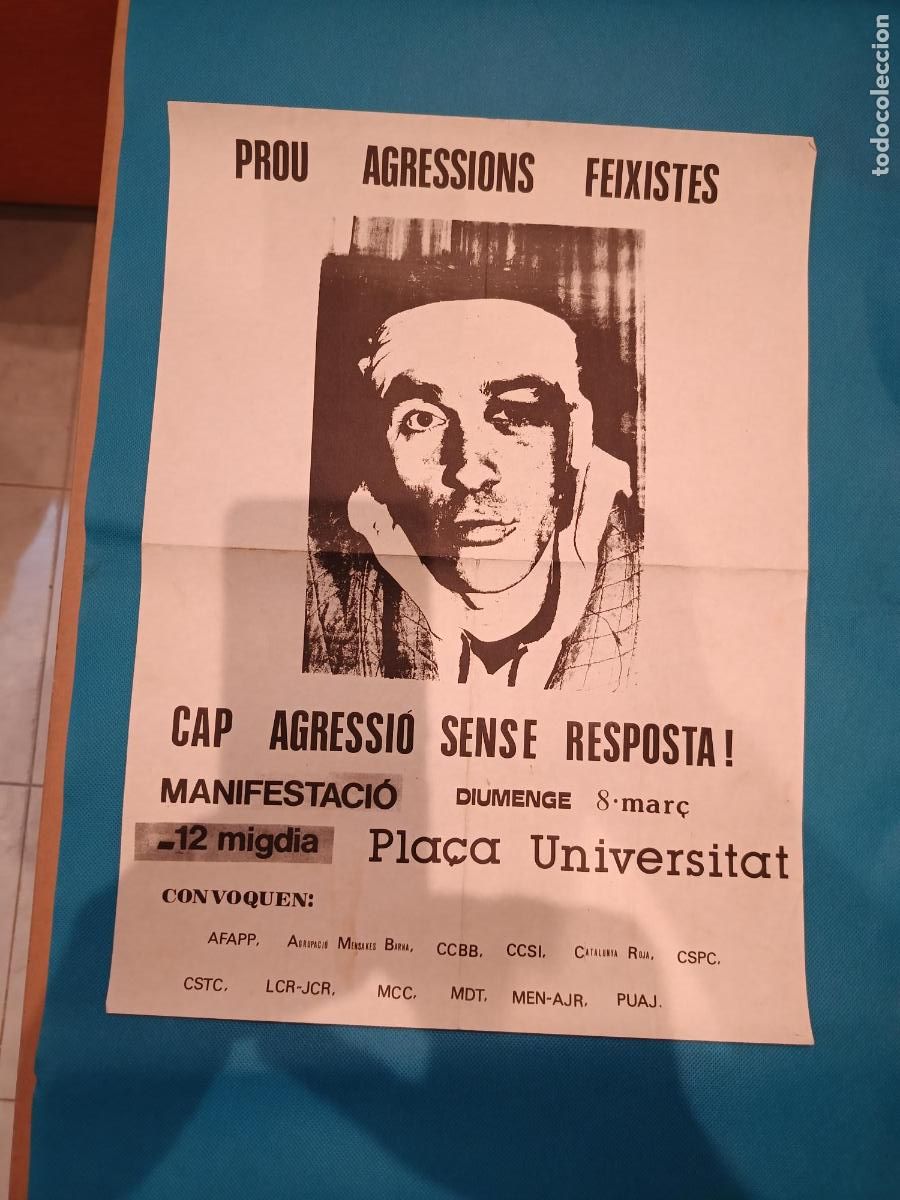 PROU AGRESSIONS FEIXISTES
CAP AGRESSIÓ SENSE RESPOSTA!
MANIFESTACIÓ DIUMENGE 8·març
-12 migdia Plaça Universitat
CONVOQUEN:
AFAPP, AGRUPACIÓ MENSAKES BARNA, CCBB, CCSI, CATALUNYA ROJA, CSPC,
CSTC, LCR-JCR, MCC, MDT, MEN-AJR, PUAJ.
todocoleccion